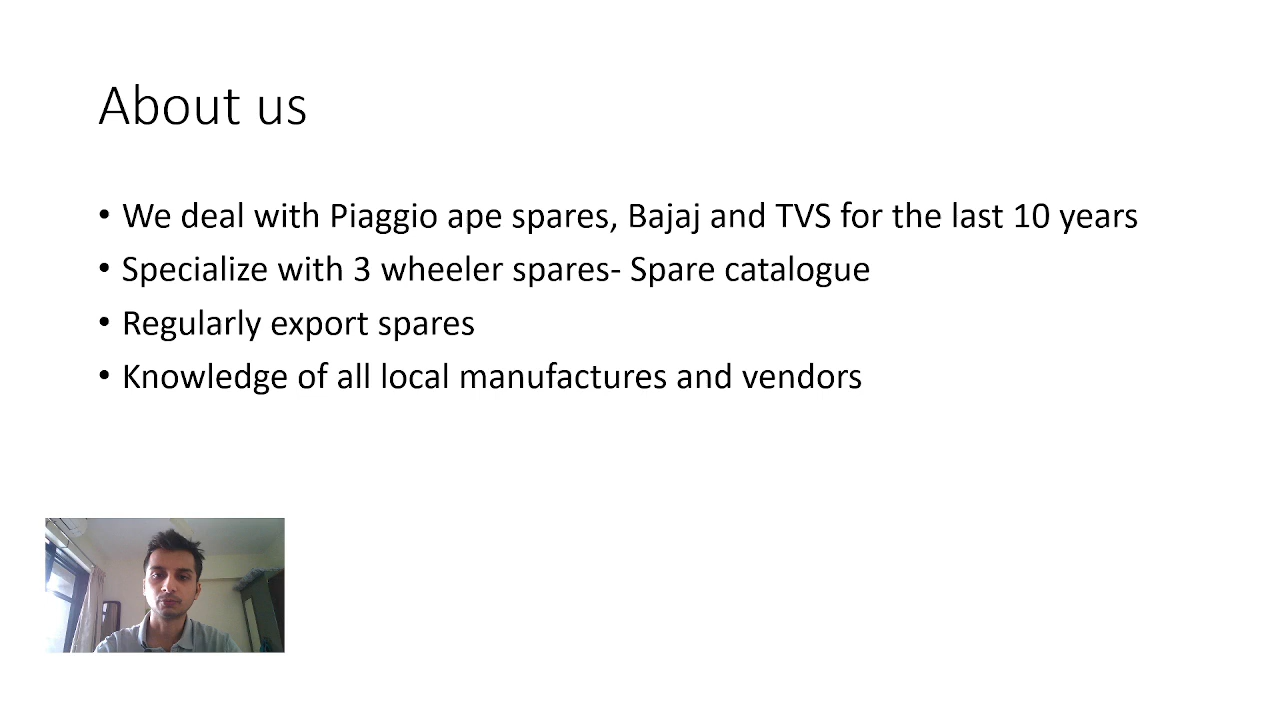 About us
• We deal with Piaggio ape spares, Bajaj and TVS for the last 10 years
• Specialize with 3 wheeler spares- Spare catalogue
• Regularly export spares
• Knowledge of all local manufactures and vendors